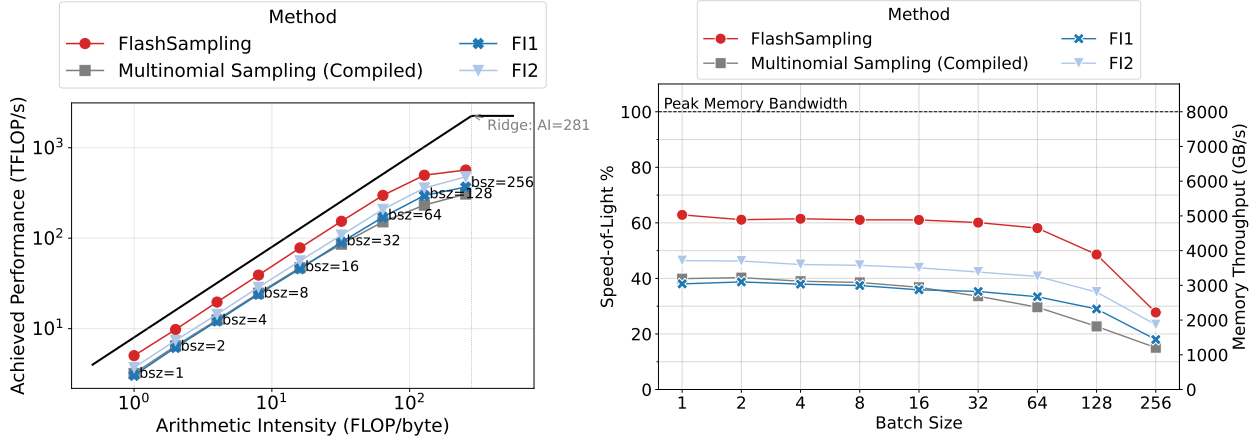 Method
FlashSampling
FI1
Multinomial Sampling (Compiled)
FI2
Achieved Performance (TFLOP/s)
10³
10²
10¹
Ridge: AI=281
bsz=256
bsz=128
bsz=64
bsz=32
bsz=16
bsz=8
bsz=4
bsz=2
bsz=1
10⁰ 10¹ 10²
Arithmetic Intensity (FLOP/byte)
Method
FlashSampling
FI1
Multinomial Sampling (Compiled)
FI2
Speed-of-Light %
100
80
60
40
20
0
Peak Memory Bandwidth
8000
7000
6000
5000
4000
3000
2000
1000
0
Memory Throughput (GB/s)
1 2 4 8 16 32 64 128 256
Batch Size